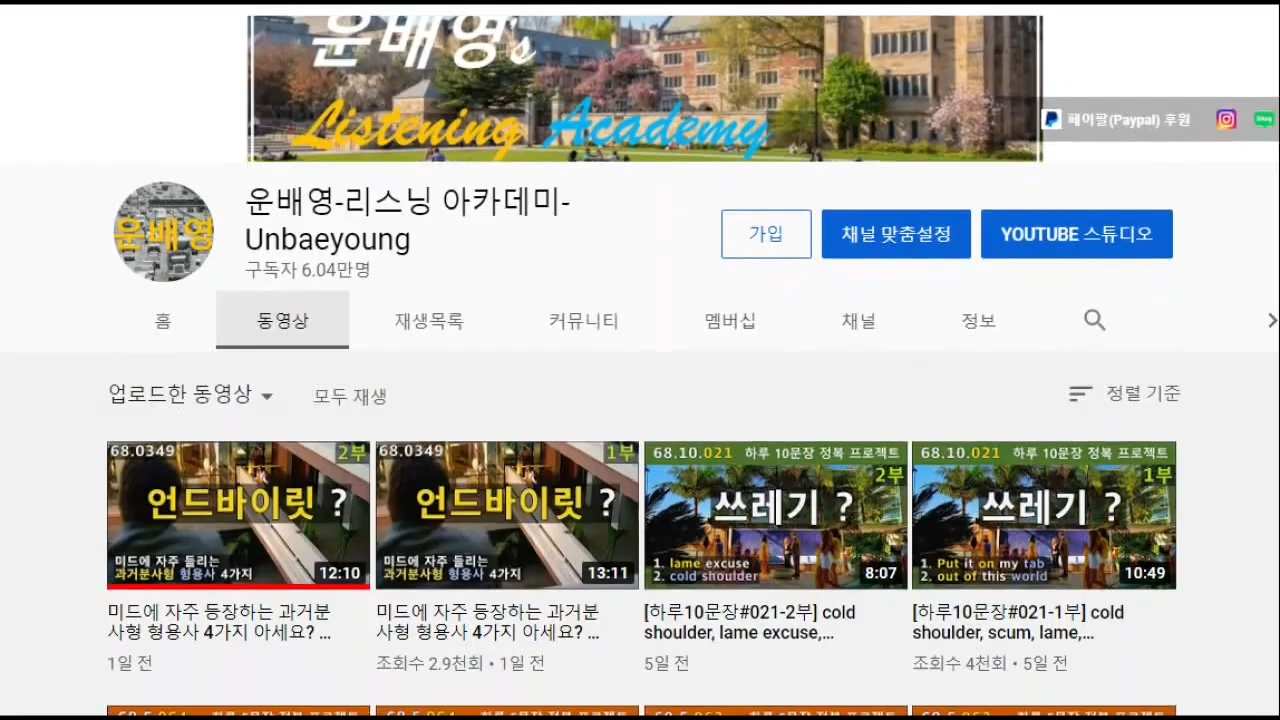 운배영's
Listening Academy
페이팔(Paypal) 후원
운배영
운배영-리스닝 아카데미-
Unbaeyoung
구독자 6.04만명
가입
채널 맞춤설정
YOUTUBE 스튜디오
홈
동영상
재생목록
커뮤니티
멤버십
채널
정보
업로드한 동영상
모두 재생
정렬 기준
68.0349
2부
언드바이릿 ?
미드에 자주 들리는
과거분사형 형용사 4가지
12:10
68.0349
1부
언드바이릿 ?
미드에 자주 들리는
과거분사형 형용사 4가지
13:11
68.10.021 하루 10문장 정복 프로젝트
2부
쓰레기 ?
1. lame excuse
2. cold shoulder
8:07
68.10.021 하루 10문장 정복 프로젝트
1부
쓰레기 ?
1. Put it on my tab
2. out of this world
10:49
미드에 자주 등장하는 과거분
사형 형용사 4가지 아세요? ...
1일 전
미드에 자주 등장하는 과거분
사형 형용사 4가지 아세요? ...
조회수 2.9천회 • 1일 전
[하루10문장#021-2부] cold
shoulder, lame excuse,...
5일 전
[하루10문장#021-1부] cold
shoulder, scum, lame,...
조회수 4천회 • 5일 전